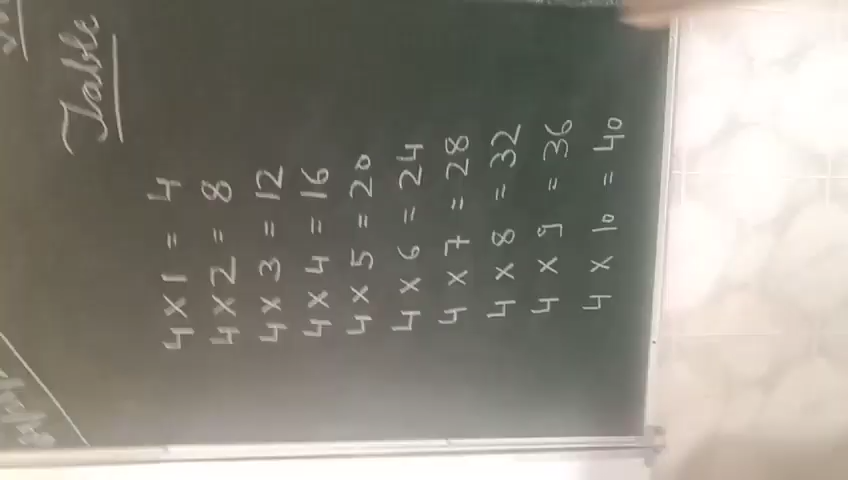 Table
4 × 1 = 4
4 × 2 = 8
4 × 3 = 12
4 × 4 = 16
4 × 5 = 20
4 × 6 = 24
4 × 7 = 28
4 × 8 = 32
4 × 9 = 36
4 × 10 = 40